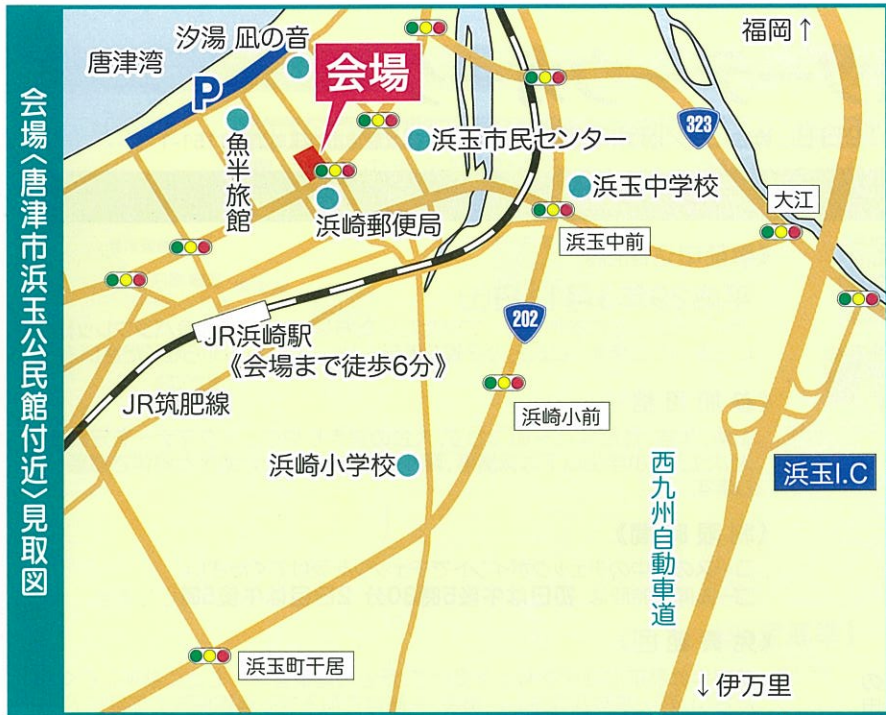 会場〈唐津市浜玉公民館付近〉見取図
福岡↑
汐湯 凪の音
唐津湾
P
会場
323
魚半旅館
浜玉市民センター
浜玉中学校
大江
浜崎郵便局
浜玉中前
202
JR浜崎駅
《会場まで徒歩6分》
JR筑肥線
浜崎小前
浜崎小学校
西九州自動車道
浜玉I.C
浜玉町干居
↓伊万里